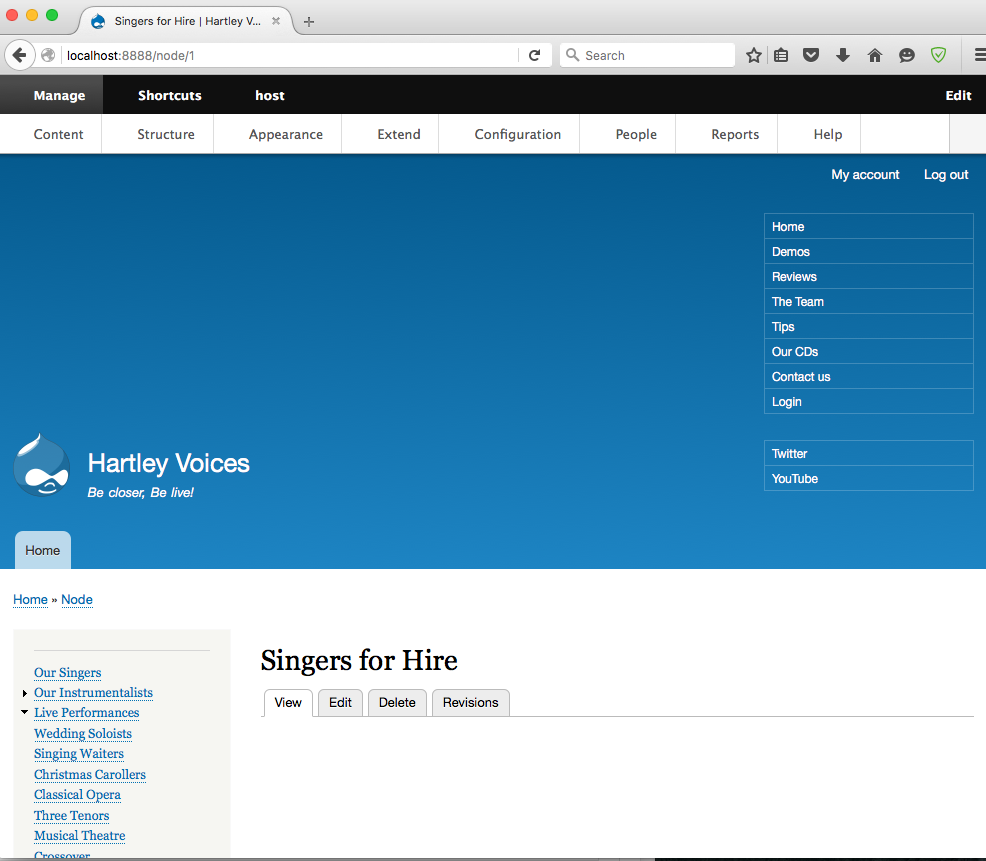 Singers for Hire | Hartley V...
localhost:8888/node/1
Search
Manage Shortcuts host Edit
Content Structure Appearance Extend Configuration People Reports Help
My account Log out
Home
Demos
Reviews
The Team
Tips
Our CDs
Contact us
Login
Twitter
YouTube
Hartley Voices
Be closer, Be live!
Home
Home » Node
Singers for Hire
View Edit Delete Revisions
Our Singers
Our Instrumentalists
Live Performances
Wedding Soloists
Singing Waiters
Christmas Carollers
Classical Opera
Three Tenors
Musical Theatre
Crossover